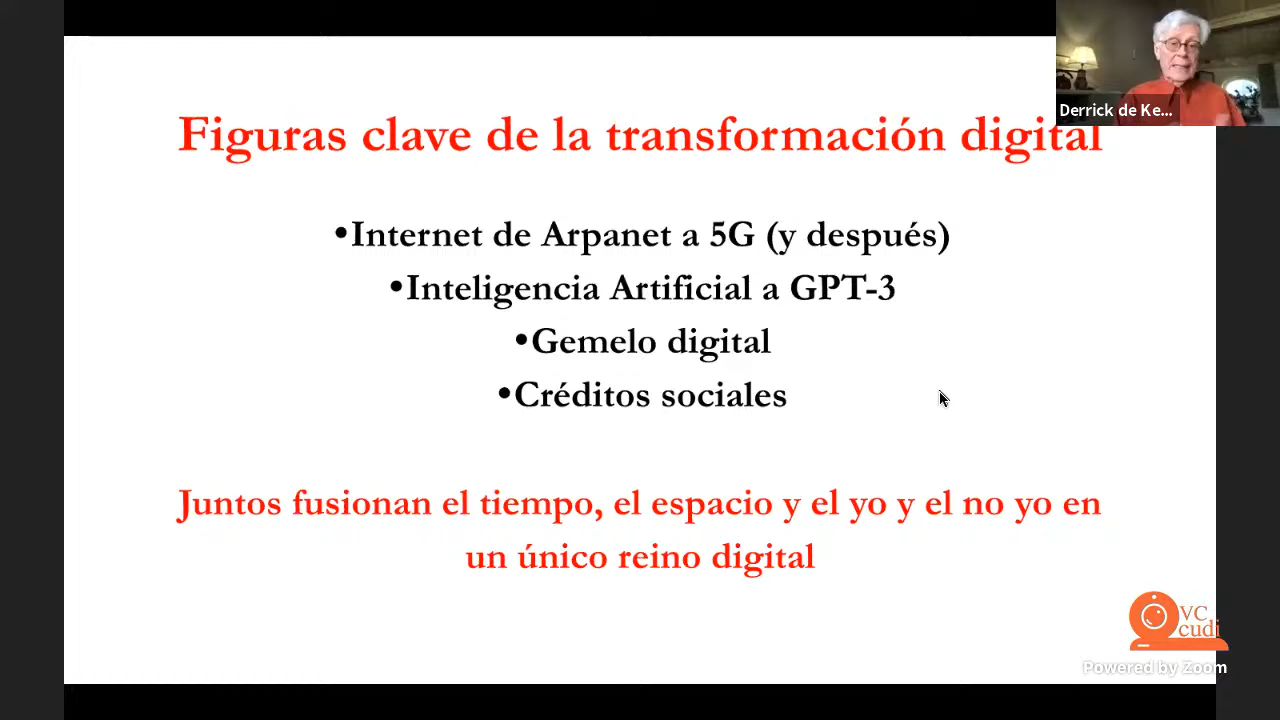 Derrick de Ke...
Figuras clave de la transformación digital
•Internet de Arpanet a 5G (y después)
•Inteligencia Artificial a GPT-3
•Gemelo digital
•Créditos sociales
Juntos fusionan el tiempo, el espacio y el yo y el no yo en
un único reino digital
VC
cudi
Powered by Zoom